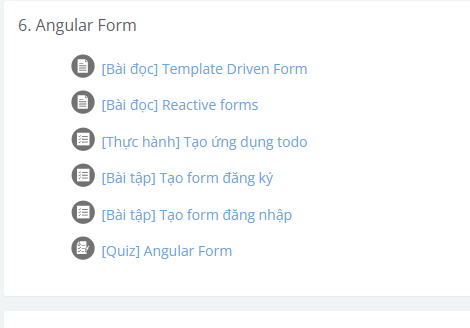 6. Angular Form
[Bài đọc] Template Driven Form
[Bài đọc] Reactive forms
[Thực hành] Tạo ứng dụng todo
[Bài tập] Tạo form đăng ký
[Bài tập] Tạo form đăng nhập
[Quiz] Angular Form